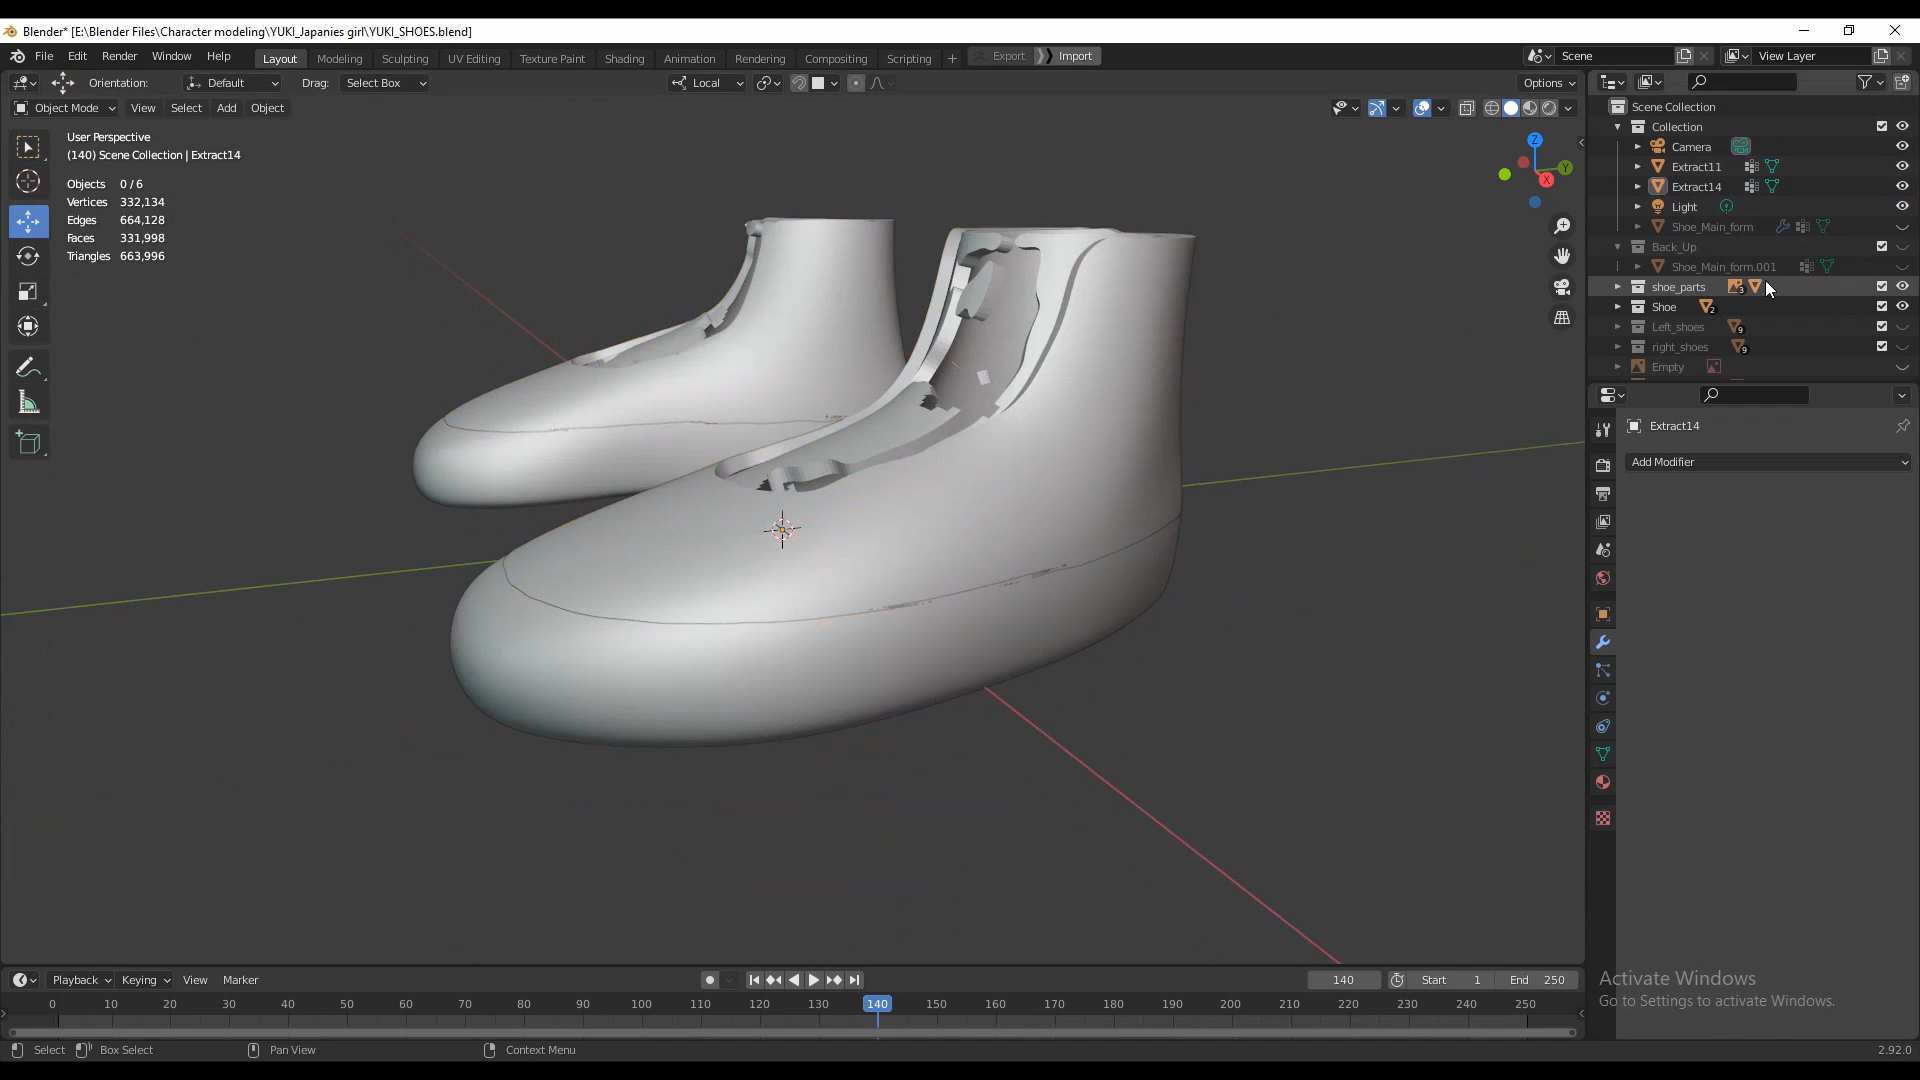 Blender* [E:\Blender Files\Character modeling\YUKI_Japanies girl\YUKI_SHOES.blend]
File Edit Render Window Help Layout Modeling Sculpting UV Editing Texture Paint Shading Animation Rendering Compositing Scripting + Export Import Scene View Layer
Orientation: Default Drag: Select Box Local Options
Object Mode View Select Add Object
User Perspective
(140) Scene Collection | Extract14
Objects 0/6
Vertices 332,134
Edges 664,128
Faces 331,998
Triangles 663,996
Z
Y
X
Scene Collection
Collection
Camera
Extract11
Extract14
Light
Shoe_Main_form
Back_Up
Shoe_Main_form.001
shoe_parts 3
Shoe 2
Left_shoes 9
right_shoes 9
Empty
Extract14
Add Modifier
Activate Windows
Go to Settings to activate Windows.
Playback Keying View Marker 140 Start 1 End 250
0 10 20 30 40 50 60 70 80 90 100 110 120 130 140 150 160 170 180 190 200 210 220 230 240 250
Select Box Select Pan View Context Menu 2.92.0